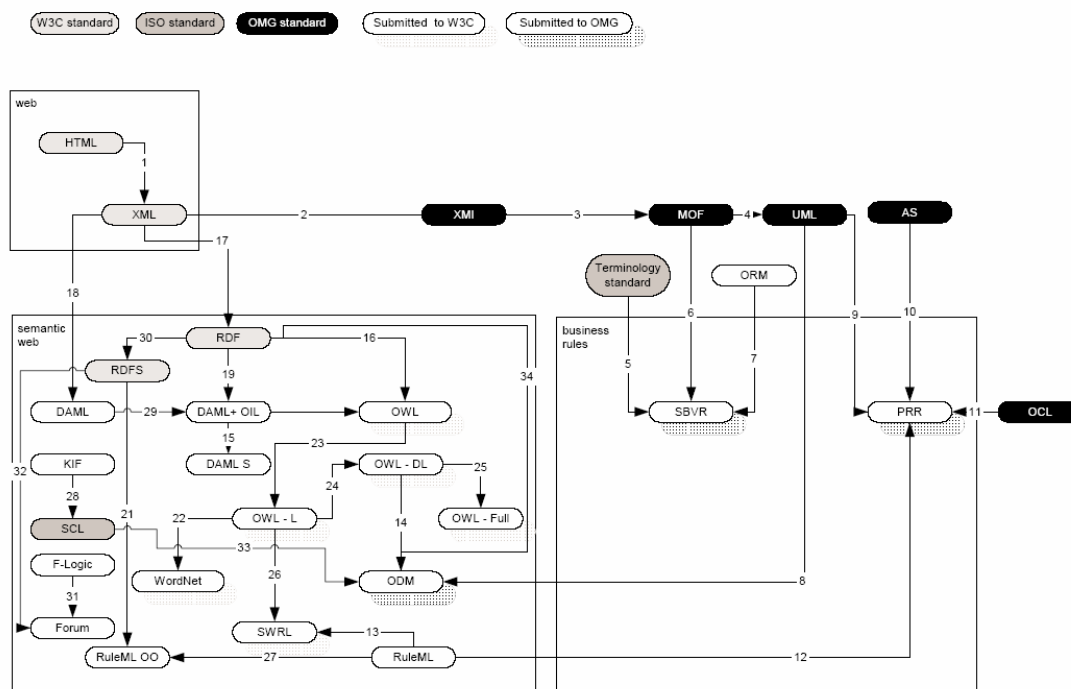 W3C standard
ISO standard
OMG standard
Submitted to W3C
Submitted to OMG
web
HTML
1
XML
2
XMI
3
MOF
4
UML
AS
17
Terminology
standard
ORM
18
6
9
10
semantic
web
business
rules
30
RDF
16
5
7
RDFS
19
34
DAML
29
DAML+ OIL
OWL
SBVR
PRR
11
OCL
15
23
32
KIF
DAML S
24
OWL - DL
25
28
21
SCL
22
OWL - L
14
OWL - Full
33
F-Logic
WordNet
26
ODM
8
31
Forum
SWRL
13
RuleML OO
27
RuleML
12